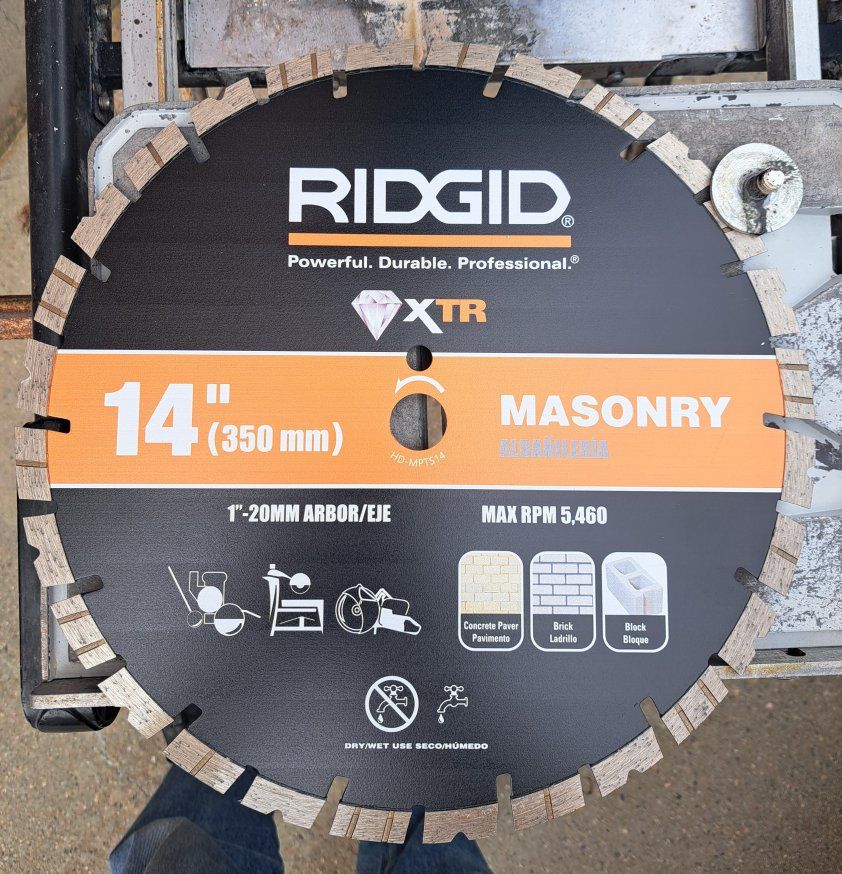 RIDGID®
Powerful. Durable. Professional.®
XTR
14" (350 mm)
MASONRY
ALBAÑILERÍA
HD-MPTS14
1"-20MM ARBOR/EJE
MAX RPM 5,460
Concrete Paver
Pavimento
Brick
Ladrillo
Block
Bloque
DRY/WET USE SECO/HÚMEDO